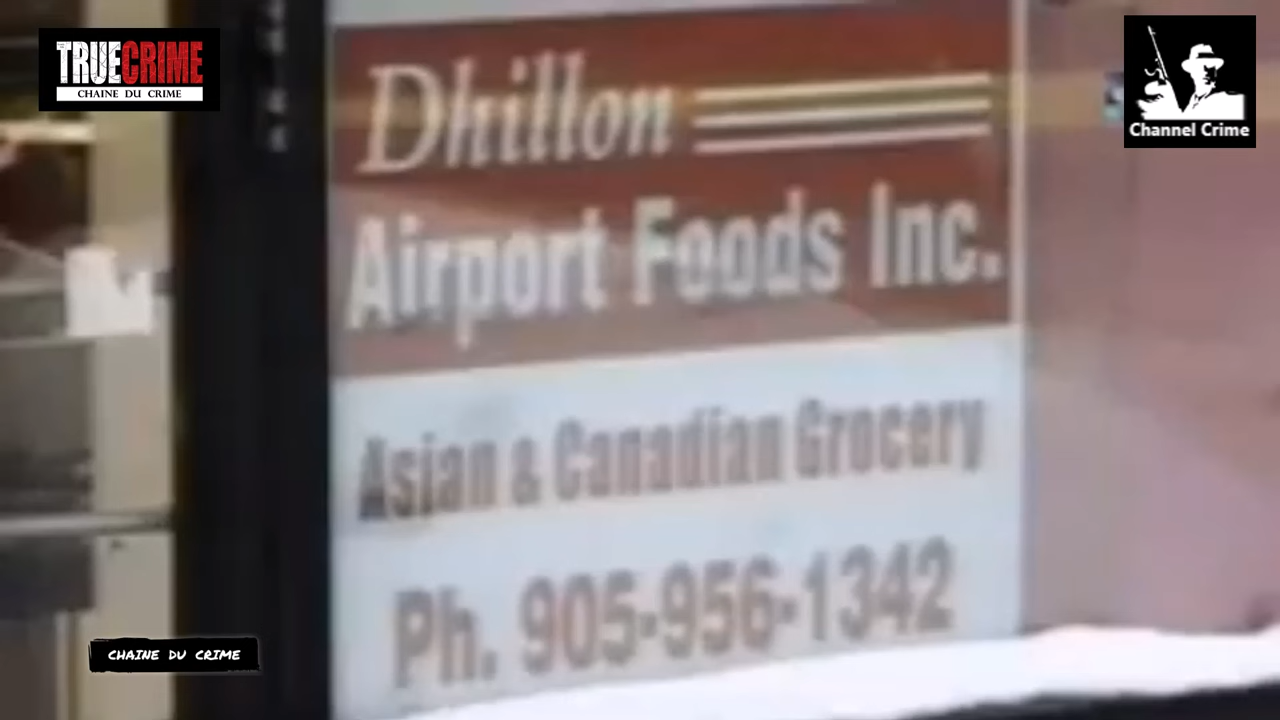 TRUECRIME
CHAINE DU CRIME
Channel Crime
Dhillon
Airport Foods Inc.
Asian & Canadian Grocery
Ph. 905-956-1342
CHAINE DU CRIME